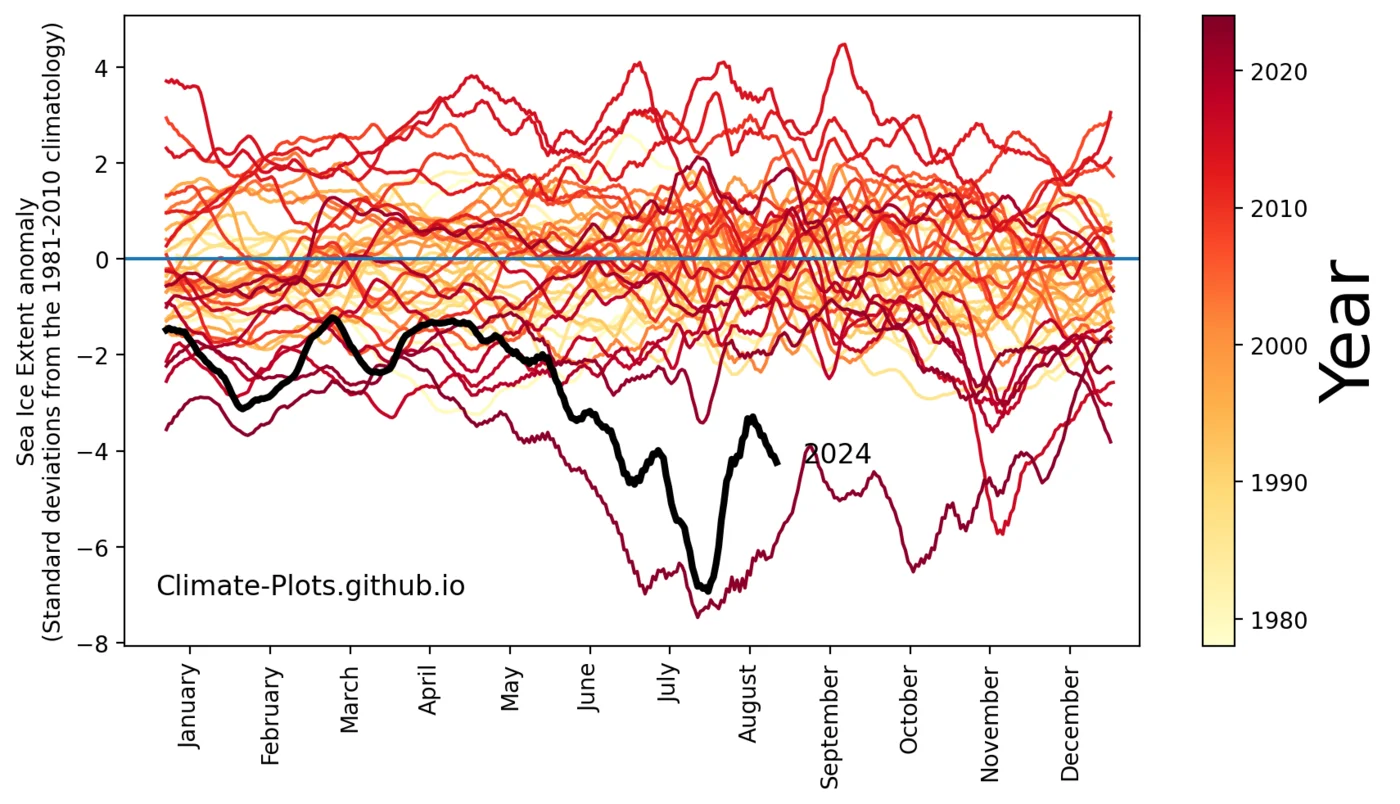 Sea Ice Extent anomaly
(Standard deviations from the 1981-2010 climatology)
4
2
0
−2
−4
−6
−8
2024
Climate-Plots.github.io
January
February
March
April
May
June
July
August
September
October
November
December
2020
2010
2000
1990
1980
Year